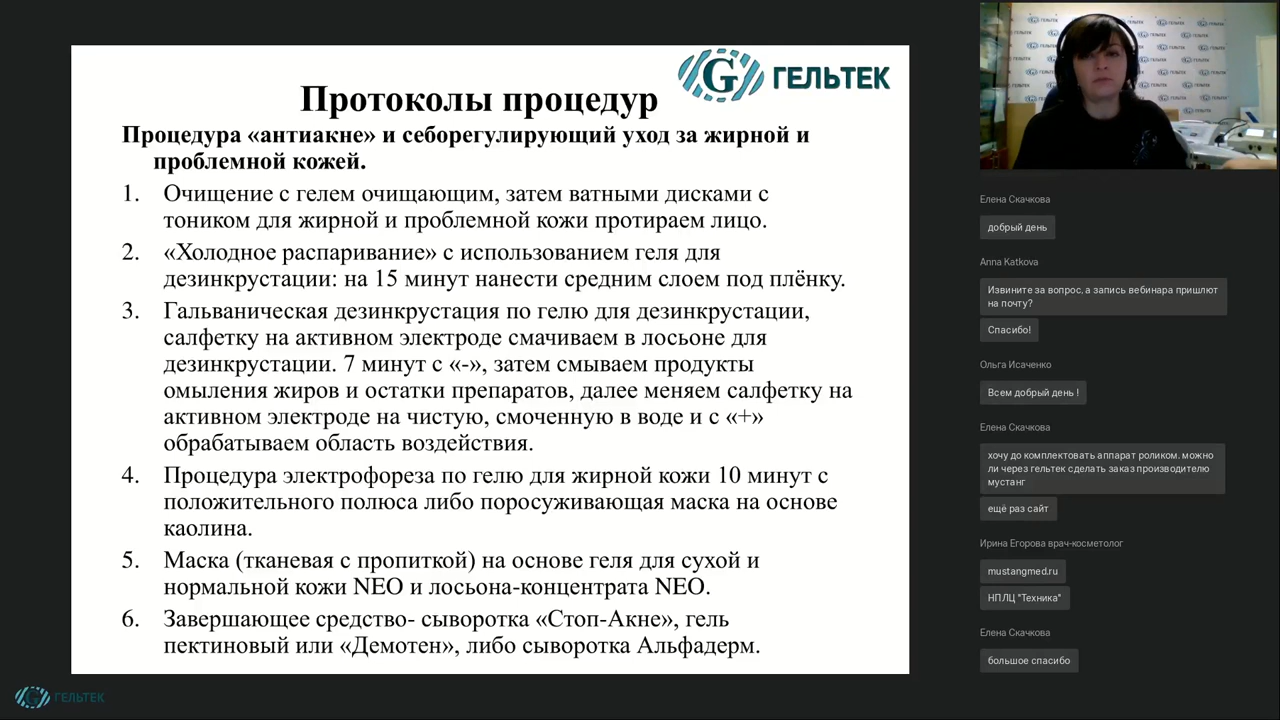 ГЕЛЬТЕК
Протоколы процедур
Процедура «антиакне» и себорегулирующий уход за жирной и
проблемной кожей.
1. Очищение с гелем очищающим, затем ватными дисками с
тоником для жирной и проблемной кожи протираем лицо.
2. «Холодное распаривание» с использованием геля для
дезинкрустации: на 15 минут нанести средним слоем под плёнку.
3. Гальваническая дезинкрустация по гелю для дезинкрустации,
салфетку на активном электроде смачиваем в лосьоне для
дезинкрустации. 7 минут с «-», затем смываем продукты
омыления жиров и остатки препаратов, далее меняем салфетку на
активном электроде на чистую, смоченную в воде и с «+»
обрабатываем область воздействия.
4. Процедура электрофореза по гелю для жирной кожи 10 минут с
положительного полюса либо поросуживающая маска на основе
каолина.
5. Маска (тканевая с пропиткой) на основе геля для сухой и
нормальной кожи NEO и лосьона-концентрата NEO.
6. Завершающее средство- сыворотка «Стоп-Акне», гель
пектиновый или «Демотен», либо сыворотка Альфадерм.
ГЕЛЬТЕК
Елена Скачкова
добрый день
Anna Katkova
Извините за вопрос, а запись вебинара пришлют
на почту?
Спасибо!
Ольга Исаченко
Всем добрый день !
Елена Скачкова
хочу до комплектовать аппарат роликом. можно
ли через гельтек сделать заказ производителю
мустанг
ещё раз сайт
Ирина Егорова врач-косметолог
mustangmed.ru
НПЛЦ "Техника"
Елена Скачкова
большое спасибо